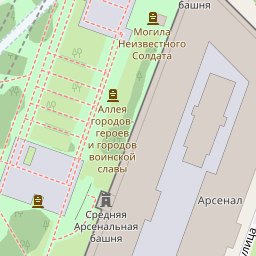 башня
Могила
Неизвестного
Солдата
Аллея
городов-
героев
и городов
воинской
славы
Арсенал
Средняя
Арсенальная
башня
улица